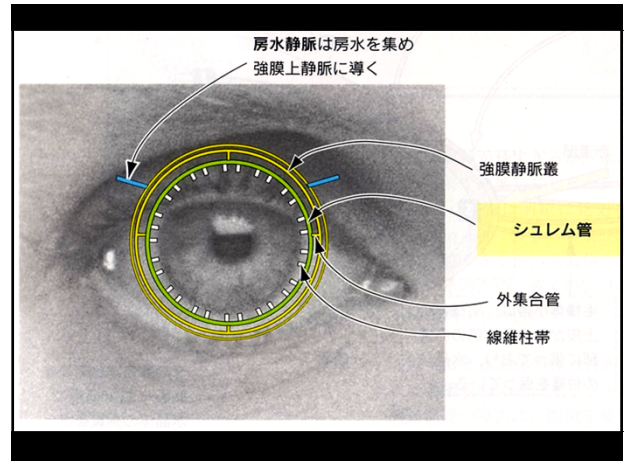 房水静脈は房水を集め
強膜上静脈に導く
強膜静脈叢
シュレム管
外集合管
線維柱帯